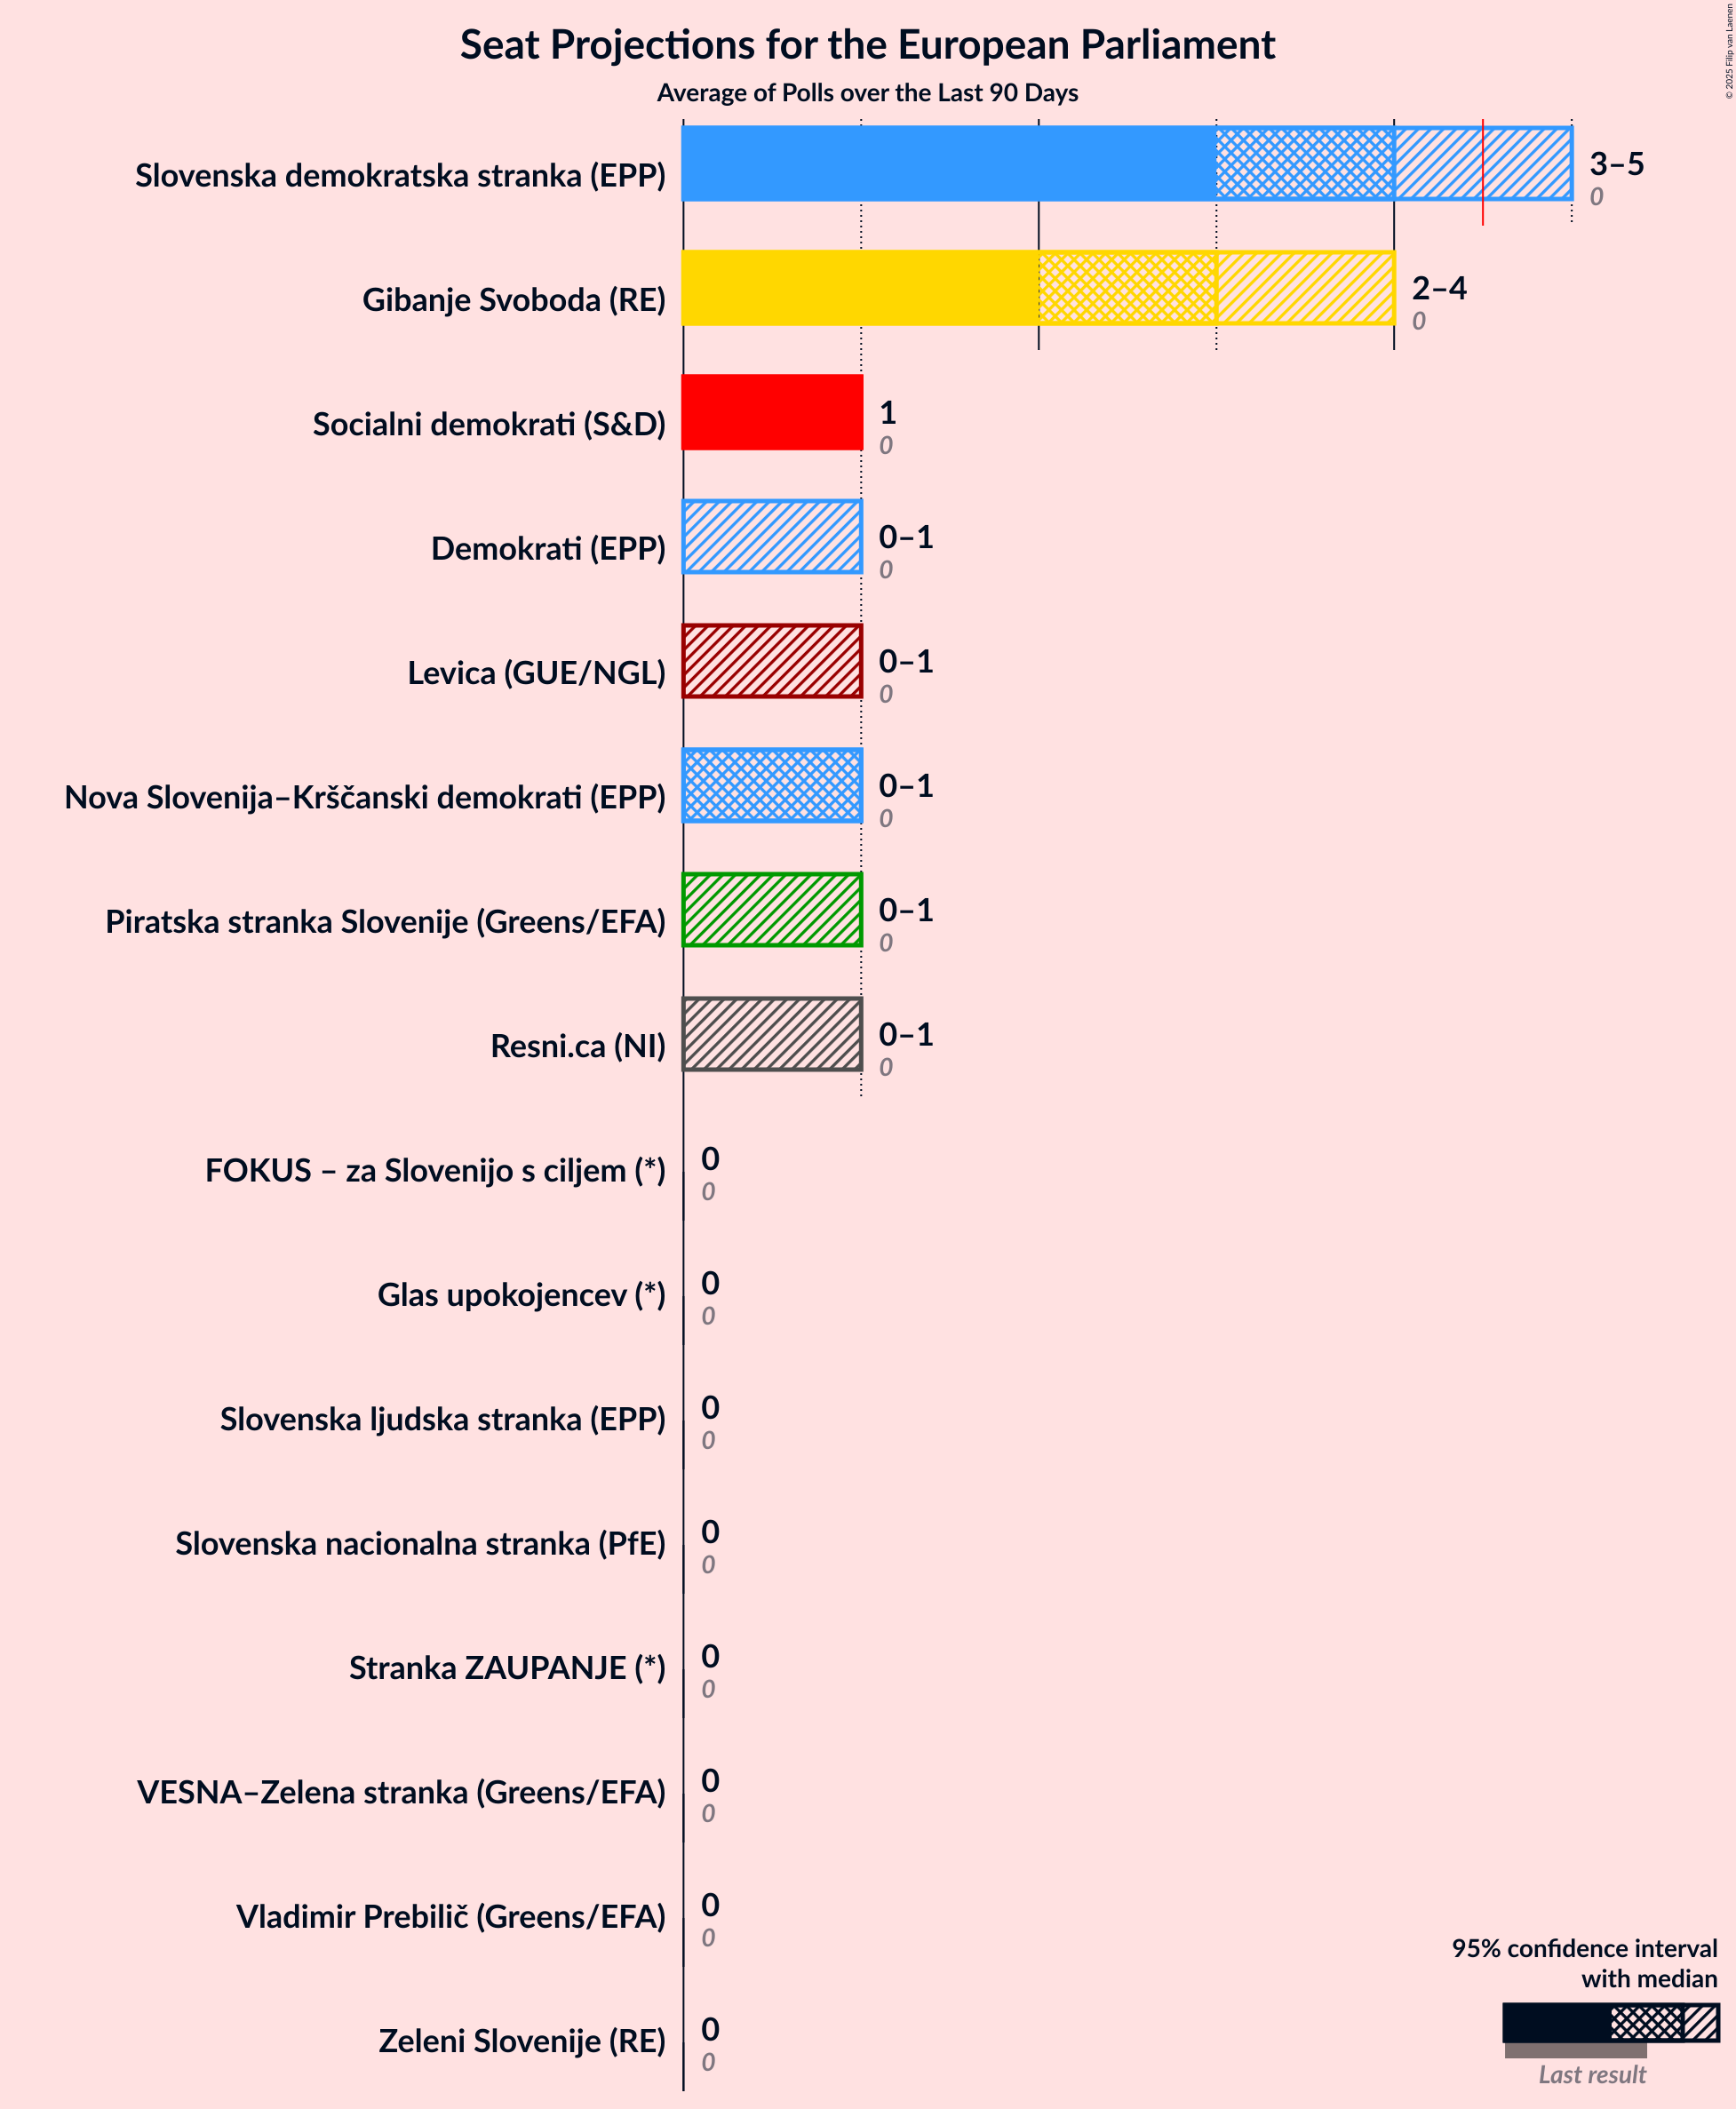 Seat Projections for the European Parliament
Average of Polls over the Last 90 Days
© 2025 Filip van Laenen
Slovenska demokratska stranka (EPP)
3–5
0
Gibanje Svoboda (RE)
2–4
0
Socialni demokrati (S&D)
1
0
Demokrati (EPP)
0–1
0
Levica (GUE/NGL)
0–1
0
Nova Slovenija–Krščanski demokrati (EPP)
0–1
0
Piratska stranka Slovenije (Greens/EFA)
0–1
0
Resni.ca (NI)
0–1
0
FOKUS – za Slovenijo s ciljem (*)
0
0
Glas upokojencev (*)
0
0
Slovenska ljudska stranka (EPP)
0
0
Slovenska nacionalna stranka (PfE)
0
0
Stranka ZAUPANJE (*)
0
0
VESNA–Zelena stranka (Greens/EFA)
0
0
Vladimir Prebilič (Greens/EFA)
0
0
Zeleni Slovenije (RE)
0
0
95% confidence interval
with median
Last result